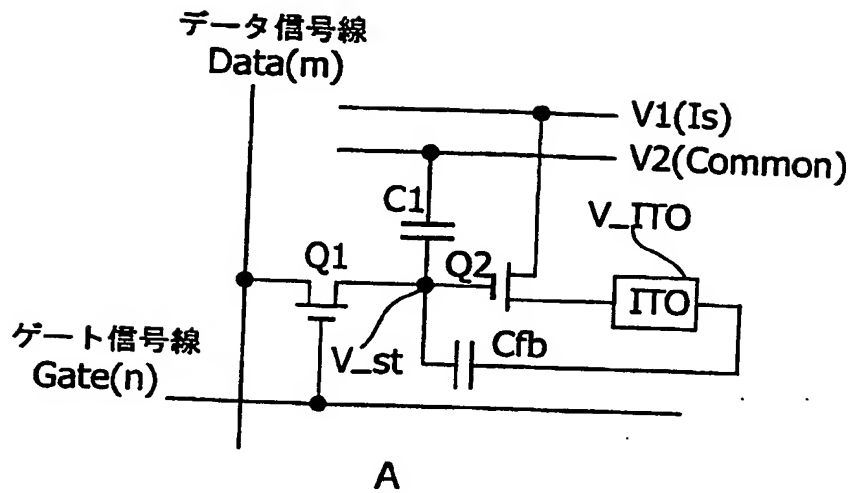 データ信号線
Data(m)
V1(Is)
V2(Common)
C1
V_ITO
Q1
Q2
ITO
ゲート信号線
Gate(n)
V_st
Cfb
A